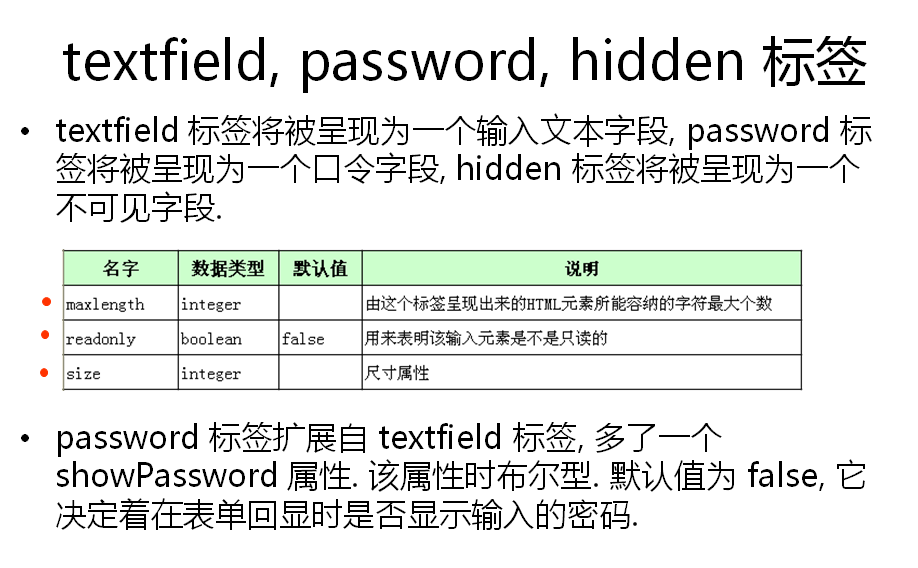 textfield, password, hidden 标签
• textfield 标签将被呈现为一个输入文本字段, password 标
签将被呈现为一个口令字段, hidden 标签将被呈现为一个
不可见字段.
名字 数据类型 默认值 说明
maxlength integer 由这个标签呈现出来的HTML元素所能容纳的字符最大个数
readonly boolean false 用来表明该输入元素是不是只读的
size integer 尺寸属性
• password 标签扩展自 textfield 标签, 多了一个
showPassword 属性. 该属性时布尔型. 默认值为 false, 它
决定着在表单回显时是否显示输入的密码.